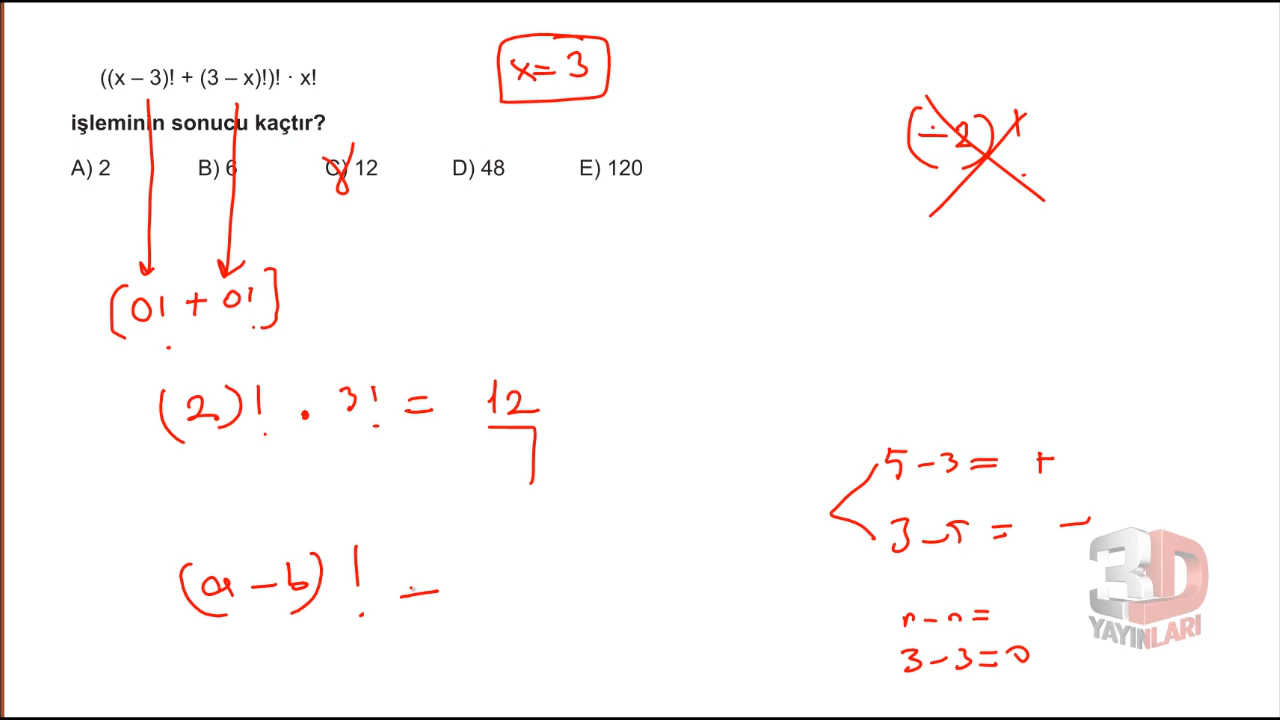 ((x – 3)! + (3 – x)!)! · x!
x = 3
işleminin sonucu kaçtır?
A) 2 B) 6 C) 12 D) 48 E) 120
(-2)
[0! + 0!]
(2)! . 3! = 12
5 - 3 = +
3 - 5 = -
(a - b)! -
n - n =
3 - 3 = 0
3D
YAYINLARI